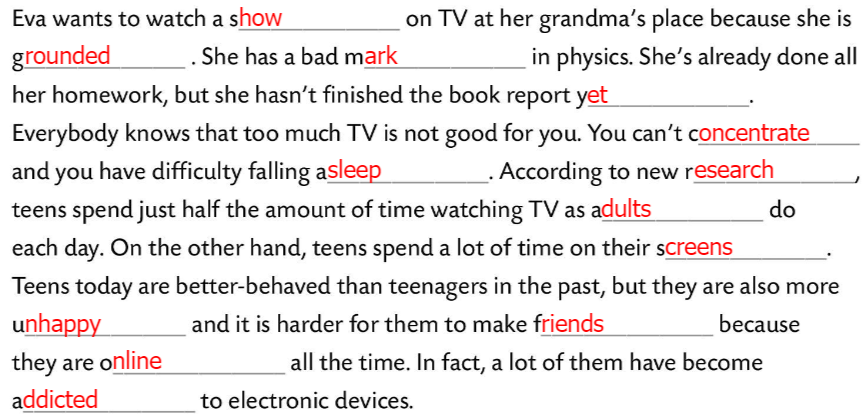 Eva wants to watch a show on TV at her grandma's place because she is
grounded. She has a bad mark in physics. She's already done all
her homework, but she hasn't finished the book report yet.
Everybody knows that too much TV is not good for you. You can't concentrate
and you have difficulty falling asleep. According to new research,
teens spend just half the amount of time watching TV as adults do
each day. On the other hand, teens spend a lot of time on their screens.
Teens today are better-behaved than teenagers in the past, but they are also more
unhappy and it is harder for them to make friends because
they are online all the time. In fact, a lot of them have become
addicted to electronic devices.